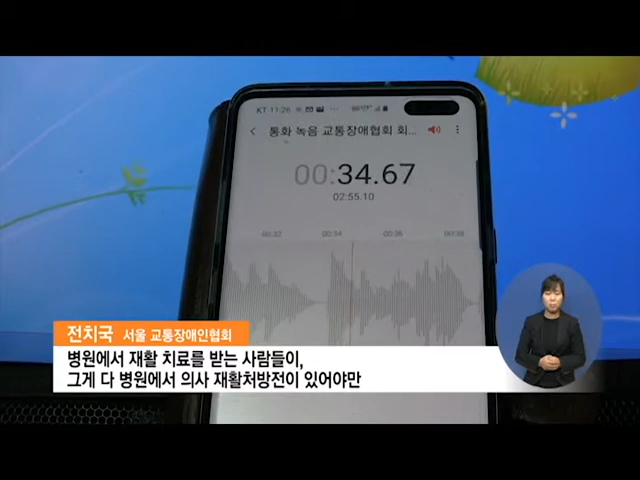 KT 11:26
통화 녹음 교통장애협회 회...
00:34.67
02:55.10
00:32 00:34 00:36 00:38
전치국 서울 교통장애인협회
병원에서 재활 치료를 받는 사람들이,
그게 다 병원에서 의사 재활처방전이 있어야만